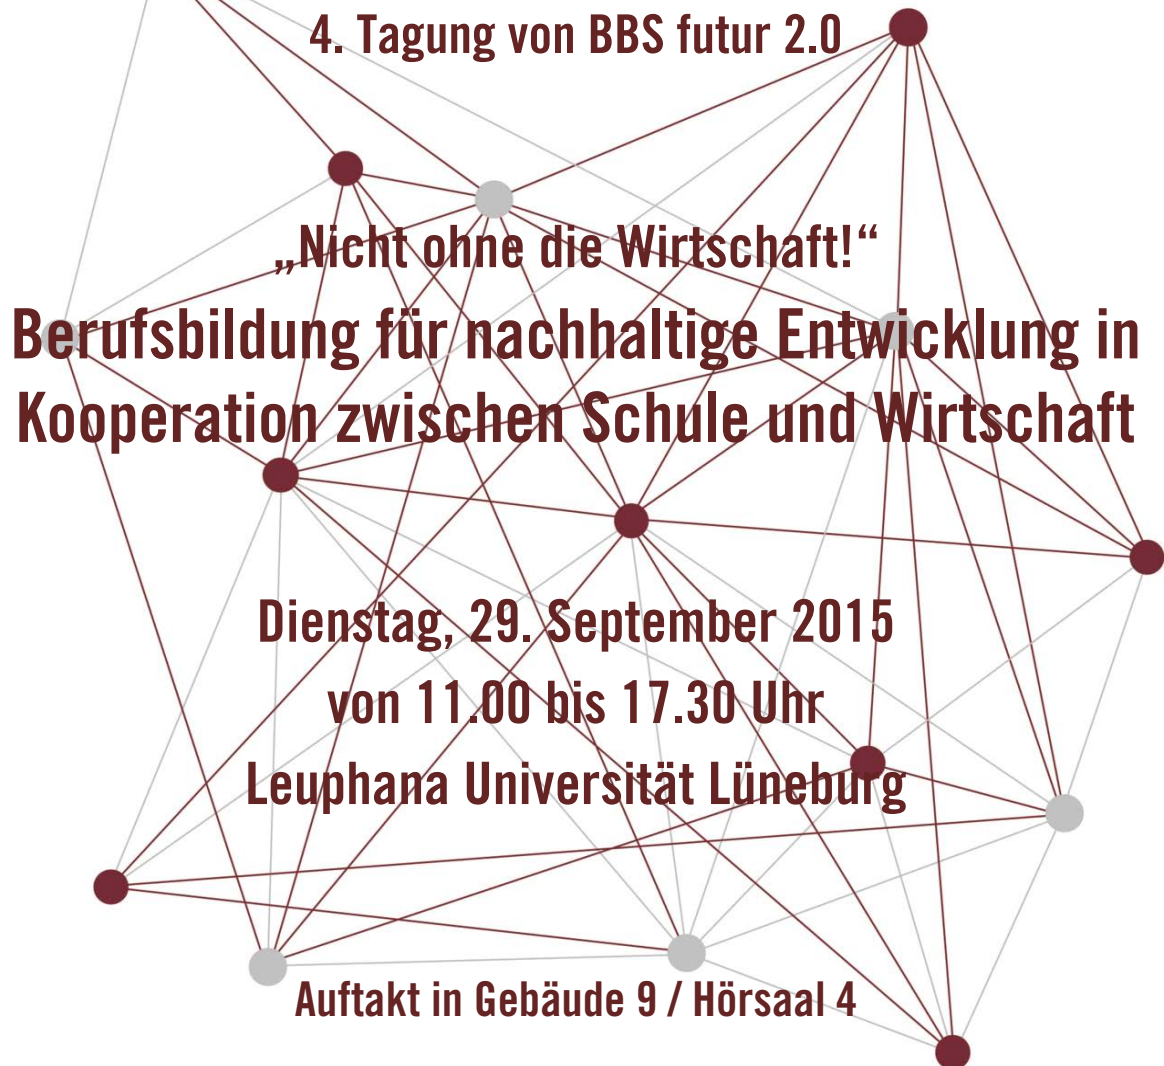 4. Tagung von BBS futur 2.0
„Nicht ohne die Wirtschaft!“
Berufsbildung für nachhaltige Entwicklung in
Kooperation zwischen Schule und Wirtschaft
Dienstag, 29. September 2015
von 11.00 bis 17.30 Uhr
Leuphana Universität Lüneburg
Auftakt in Gebäude 9 / Hörsaal 4